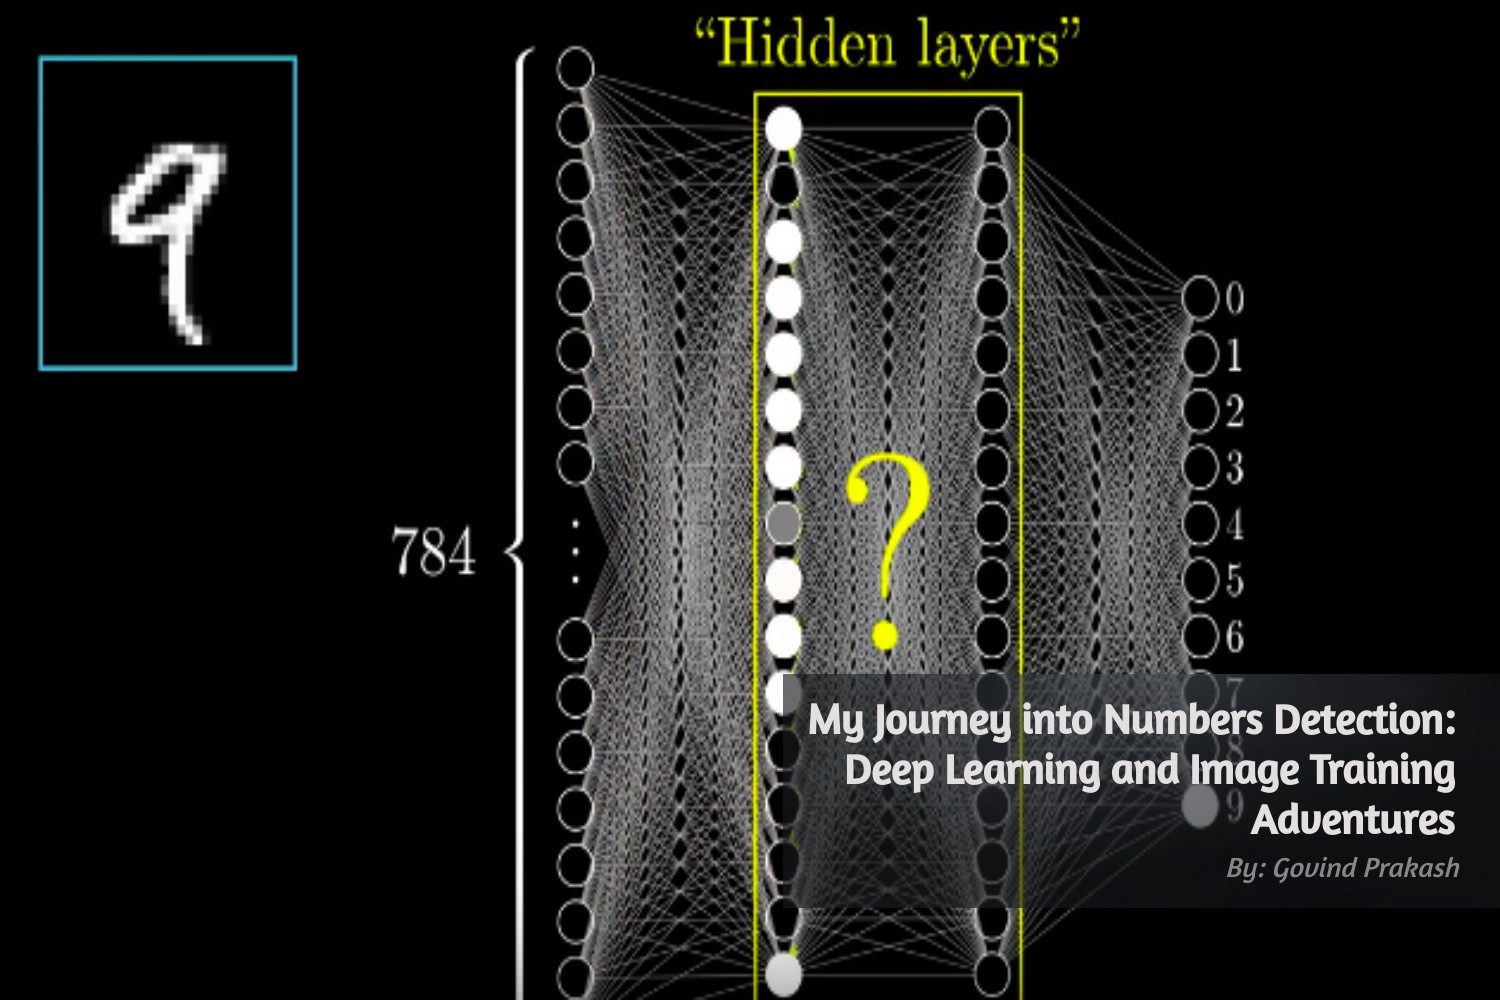 “Hidden layers”
9
784
?
0
1
2
3
4
5
6
7
8
9
My Journey into Numbers Detection:
Deep Learning and Image Training
Adventures
By: Govind Prakash